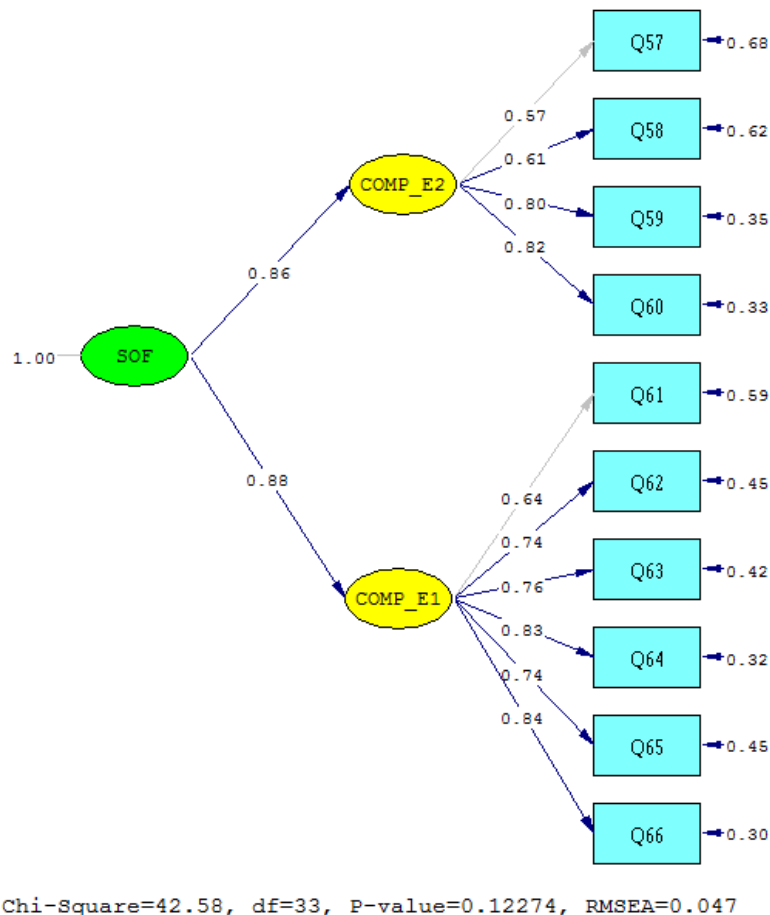 Q57
0.68
0.57
Q58
0.62
0.61
COMP_E2
0.80
Q59
0.35
0.82
0.86
Q60
0.33
1.00
SOF
Q61
0.59
0.88
0.64
Q62
0.45
0.74
0.76
Q63
0.42
COMP_E1
0.83
Q64
0.32
0.74
0.84
Q65
0.45
Q66
0.30
Chi-Square=42.58, df=33, P-value=0.12274, RMSEA=0.047